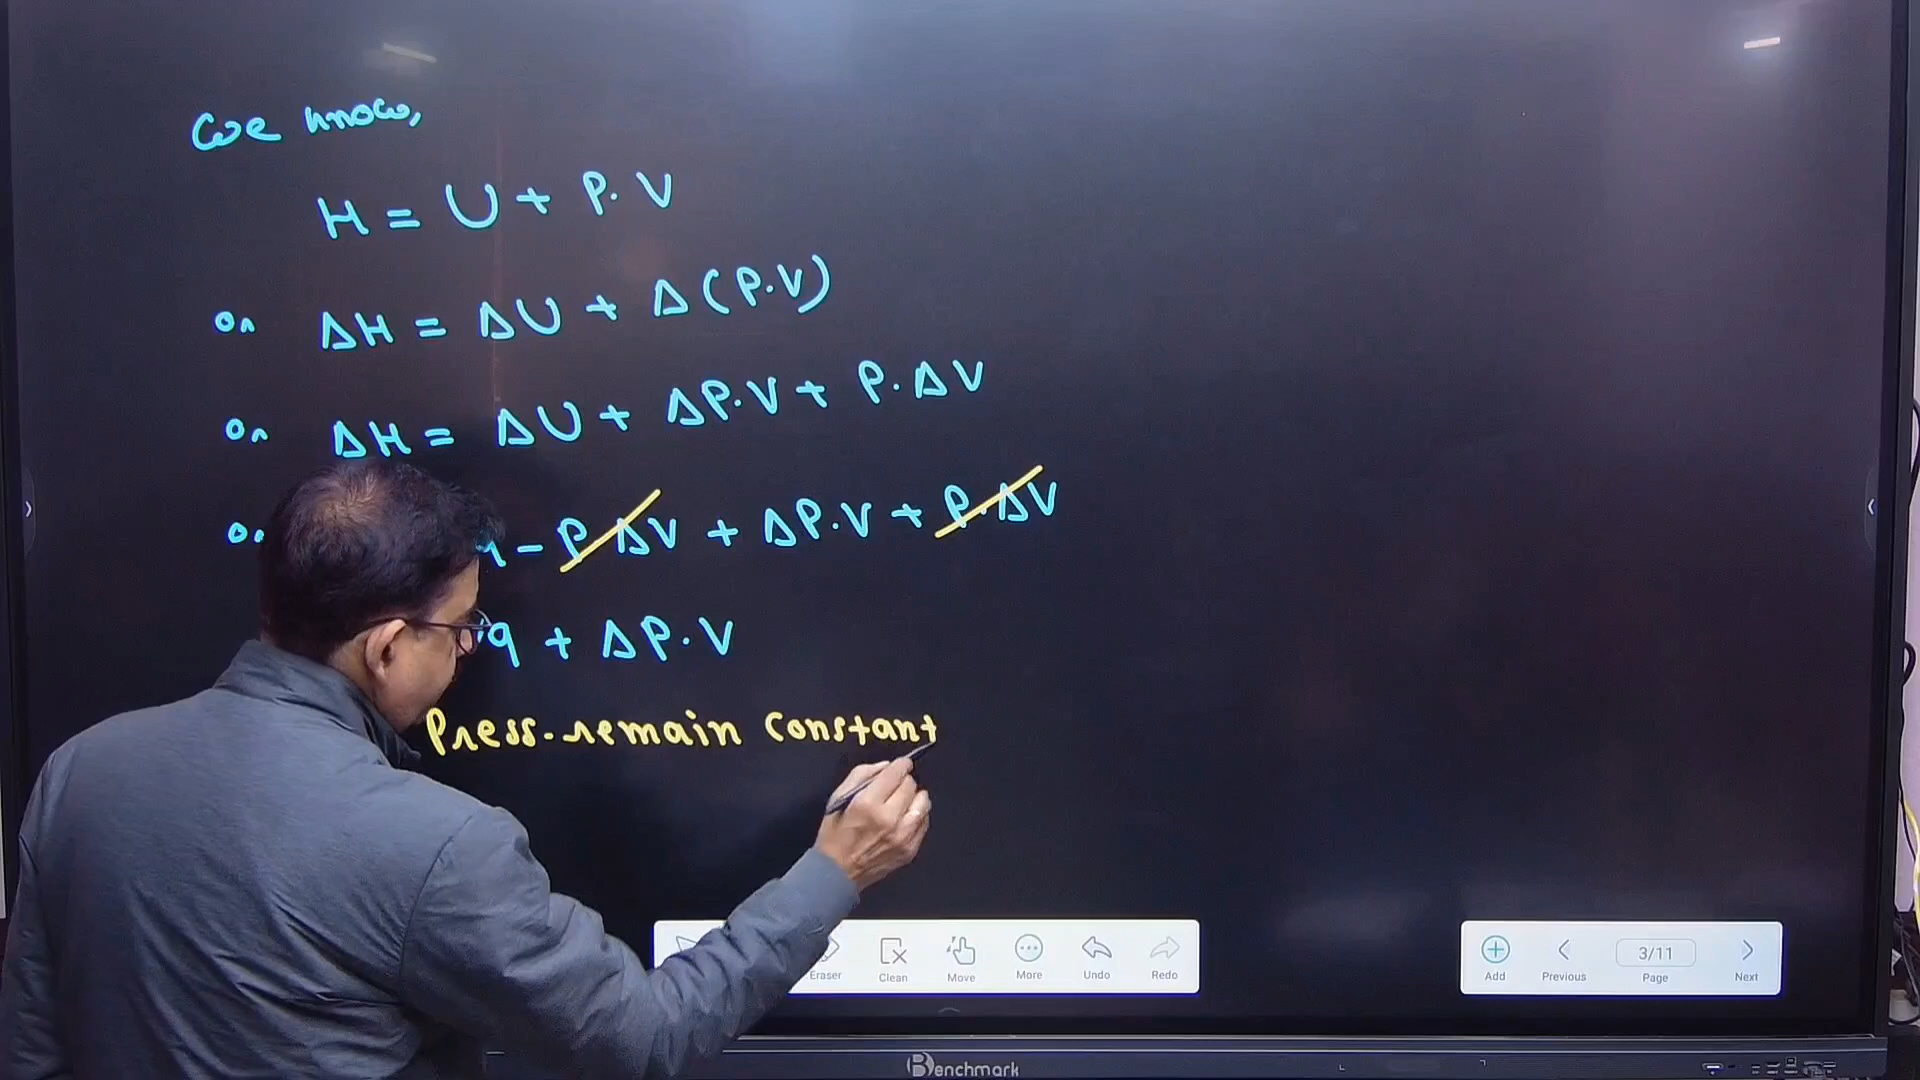 We know,
H = U + P.V
or ΔH = ΔU + Δ(P.V)
or ΔH = ΔU + ΔP.V + P.ΔV
or q - P.ΔV + ΔP.V + P.ΔV
q + ΔP.V
Press. remain constant
Eraser Clean Move More Undo Redo
Add Previous 3/11 Page Next
Benchmark